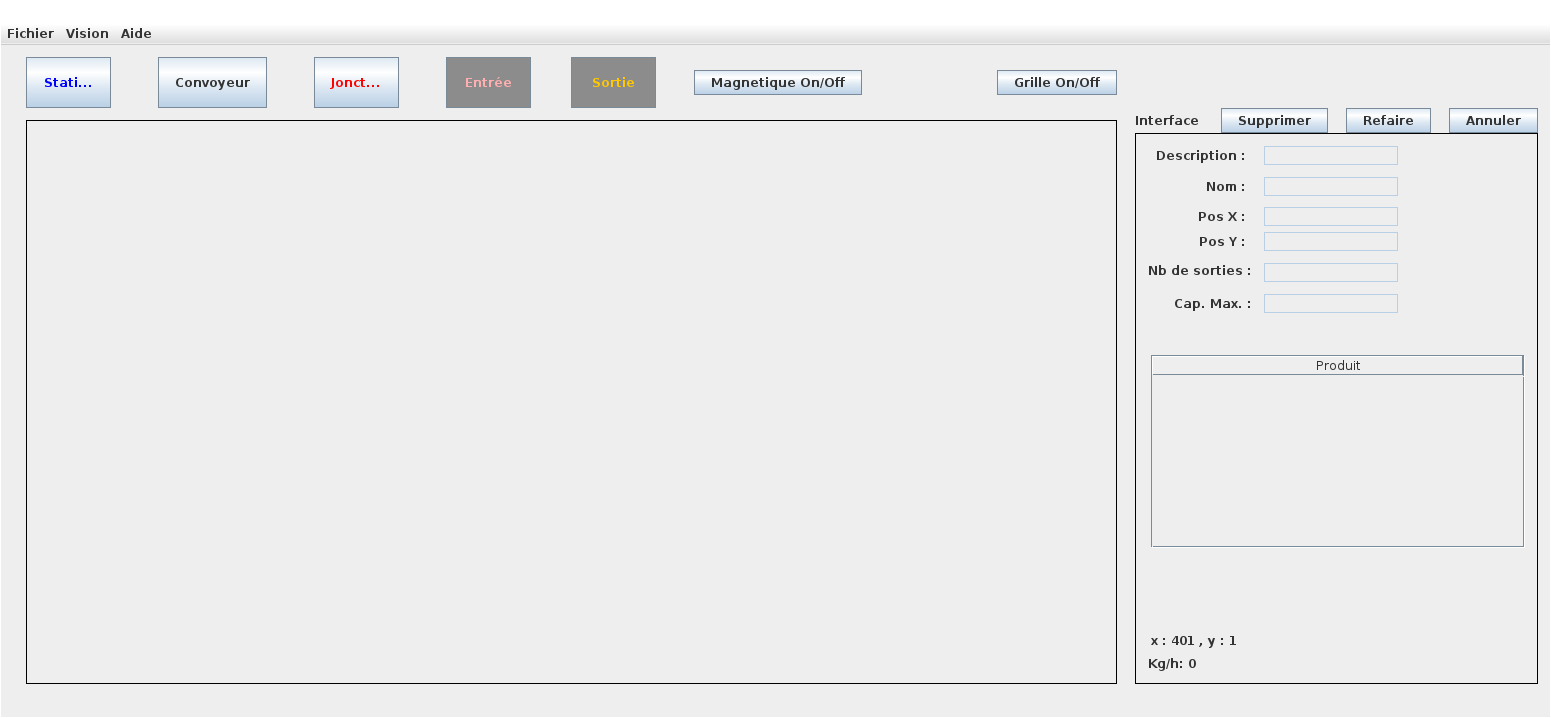 Fichier Vision Aide
Stati... Convoyeur Jonct... Entrée Sortie Magnetique On/Off Grille On/Off
Interface Supprimer Refaire Annuler
Description :
Nom :
Pos X :
Pos Y :
Nb de sorties :
Cap. Max. :
Produit
x : 401 , y : 1
Kg/h: 0